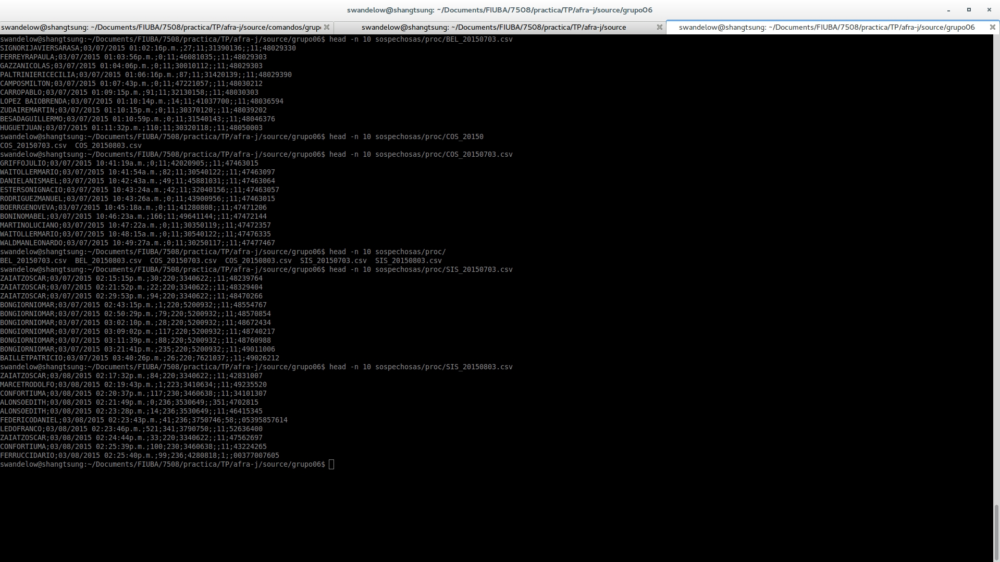 swandelow@shangtsung: ~/Documents/FIUBA/7508/practica/TP/afra-j/source/grupo06
swandelow@shangtsung: ~/Documents/FIUBA/7508/practica/TP/afra-j/source/comandos/grup
swandelow@shangtsung: ~/Documents/FIUBA/7508/practica/TP/afra-j/source
swandelow@shangtsung: ~/Documents/FIUBA/7508/practica/TP/afra-j/source/grupo06
swandelow@shangtsung:~/Documents/FIUBA/7508/practica/TP/afra-j/source/grupo06$ head -n 10 sospechosas/proc/BEL_20150703.csv
SIGNORIJAVIERSARASA;03/07/2015 01:02:16p.m.;27;11;31390136;;11;48029330
FERREYRAPAULA;03/07/2015 01:03:56p.m.;0;11;46081035;;11;48029303
GAZZANICOLAS;03/07/2015 01:04:06p.m.;0;11;30010112;;11;48029303
PALTRINIERICECILIA;03/07/2015 01:06:16p.m.;87;11;31420139;;11;48029390
CAMPOSMILTON;03/07/2015 01:07:43p.m.;0;11;47221057;;11;48030212
CARROPABLO;03/07/2015 01:09:15p.m.;91;11;32130158;;11;48030303
LOPEZ BAIOBRENDA;03/07/2015 01:10:14p.m.;14;11;41037700;;11;48036594
ZUDAIREMARTIN;03/07/2015 01:10:15p.m.;0;11;30370120;;11;48039202
BESADAGUILLERMO;03/07/2015 01:10:59p.m.;0;11;31540143;;11;48046376
HUGUETJUAN;03/07/2015 01:11:32p.m.;110;11;30320118;;11;48050003
swandelow@shangtsung:~/Documents/FIUBA/7508/practica/TP/afra-j/source/grupo06$ head -n 10 sospechosas/proc/COS_20150
COS_20150703.csv  COS_20150803.csv
swandelow@shangtsung:~/Documents/FIUBA/7508/practica/TP/afra-j/source/grupo06$ head -n 10 sospechosas/proc/COS_20150703.csv
GRIFFOJULIO;03/07/2015 10:41:19a.m.;0;11;42020905;;11;47463015
WAITOLLERMARIO;03/07/2015 10:41:54a.m.;82;11;30540122;;11;47463097
DANIELANISMAEL;03/07/2015 10:42:43a.m.;49;11;45881031;;11;47463064
ESTERSONIGNACIO;03/07/2015 10:43:24a.m.;42;11;32040156;;11;47463057
RODRIGUEZMANUEL;03/07/2015 10:43:26a.m.;0;11;43900956;;11;47463015
BOERRGENOVEVA;03/07/2015 10:45:18a.m.;0;11;41280808;;11;47471206
BONINOMABEL;03/07/2015 10:46:23a.m.;166;11;49641144;;11;47472144
MARTINOLUCIANO;03/07/2015 10:47:22a.m.;0;11;30350119;;11;47472357
WAITOLLERMARIO;03/07/2015 10:48:15a.m.;0;11;30540122;;11;47476335
WALDMANLEONARDO;03/07/2015 10:49:27a.m.;0;11;30250117;;11;47477467
swandelow@shangtsung:~/Documents/FIUBA/7508/practica/TP/afra-j/source/grupo06$ head -n 10 sospechosas/proc/
BEL_20150703.csv  BEL_20150803.csv  COS_20150703.csv  COS_20150803.csv  SIS_20150703.csv  SIS_20150803.csv
swandelow@shangtsung:~/Documents/FIUBA/7508/practica/TP/afra-j/source/grupo06$ head -n 10 sospechosas/proc/SIS_20150703.csv
ZAIATZOSCAR;03/07/2015 02:15:15p.m.;30;220;3340622;;11;48239764
ZAIATZOSCAR;03/07/2015 02:21:52p.m.;22;220;3340622;;11;48329404
ZAIATZOSCAR;03/07/2015 02:29:53p.m.;94;220;3340622;;11;48470266
BONGIORNIOMAR;03/07/2015 02:43:15p.m.;1;220;5200932;;11;48554767
BONGIORNIOMAR;03/07/2015 02:50:29p.m.;79;220;5200932;;11;48570854
BONGIORNIOMAR;03/07/2015 03:02:10p.m.;28;220;5200932;;11;48672434
BONGIORNIOMAR;03/07/2015 03:09:02p.m.;117;220;5200932;;11;48740217
BONGIORNIOMAR;03/07/2015 03:11:39p.m.;88;220;5200932;;11;48760988
BONGIORNIOMAR;03/07/2015 03:21:41p.m.;235;220;5200932;;11;49011006
BAILLETPATRICIO;03/07/2015 03:40:26p.m.;26;220;7621037;;11;49026212
swandelow@shangtsung:~/Documents/FIUBA/7508/practica/TP/afra-j/source/grupo06$ head -n 10 sospechosas/proc/SIS_20150803.csv
ZAIATZOSCAR;03/08/2015 02:17:32p.m.;84;220;3340622;;11;42831007
MARCETRODOLFO;03/08/2015 02:19:43p.m.;1;223;3410634;;11;49235520
CONFORTIUMA;03/08/2015 02:20:37p.m.;117;230;3460638;;11;34101307
ALONSOEDITH;03/08/2015 02:21:49p.m.;0;236;3530649;;351;4702815
ALONSOEDITH;03/08/2015 02:23:28p.m.;14;236;3530649;;11;46415345
FEDERICODANIEL;03/08/2015 02:23:43p.m.;41;236;3750746;58;;05395857614
LEDOFRANCO;03/08/2015 02:23:46p.m.;521;341;3790750;;11;52636400
ZAIATZOSCAR;03/08/2015 02:24:44p.m.;33;220;3340622;;11;47562697
CONFORTIUMA;03/08/2015 02:25:39p.m.;100;230;3460638;;11;43224265
FERRUCCIDARIO;03/08/2015 02:25:40p.m.;99;236;4280818;1;;00377007605
swandelow@shangtsung:~/Documents/FIUBA/7508/practica/TP/afra-j/source/grupo06$